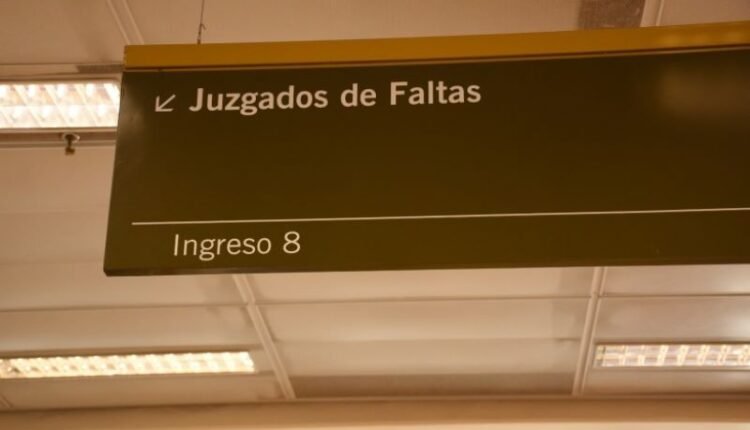 ↙ Juzgados de Faltas
Ingreso 8